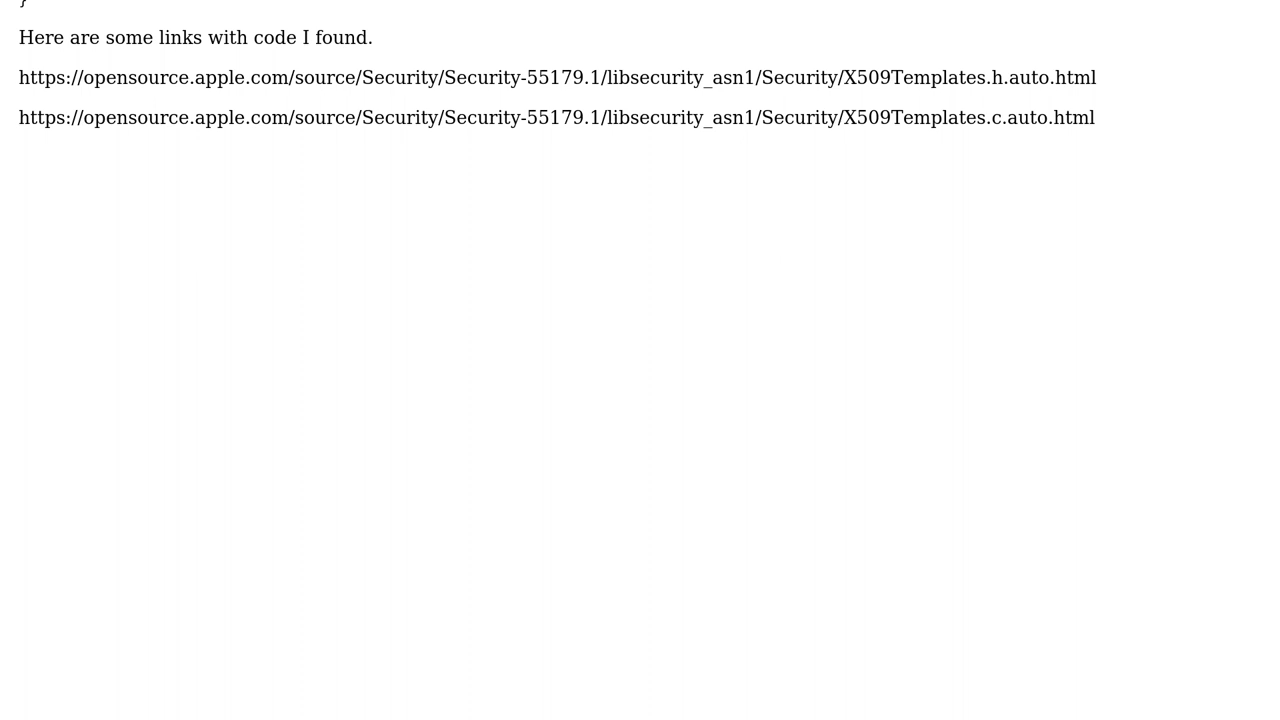 }
Here are some links with code I found.
https://opensource.apple.com/source/Security/Security-55179.1/libsecurity_asn1/Security/X509Templates.h.auto.html
https://opensource.apple.com/source/Security/Security-55179.1/libsecurity_asn1/Security/X509Templates.c.auto.html